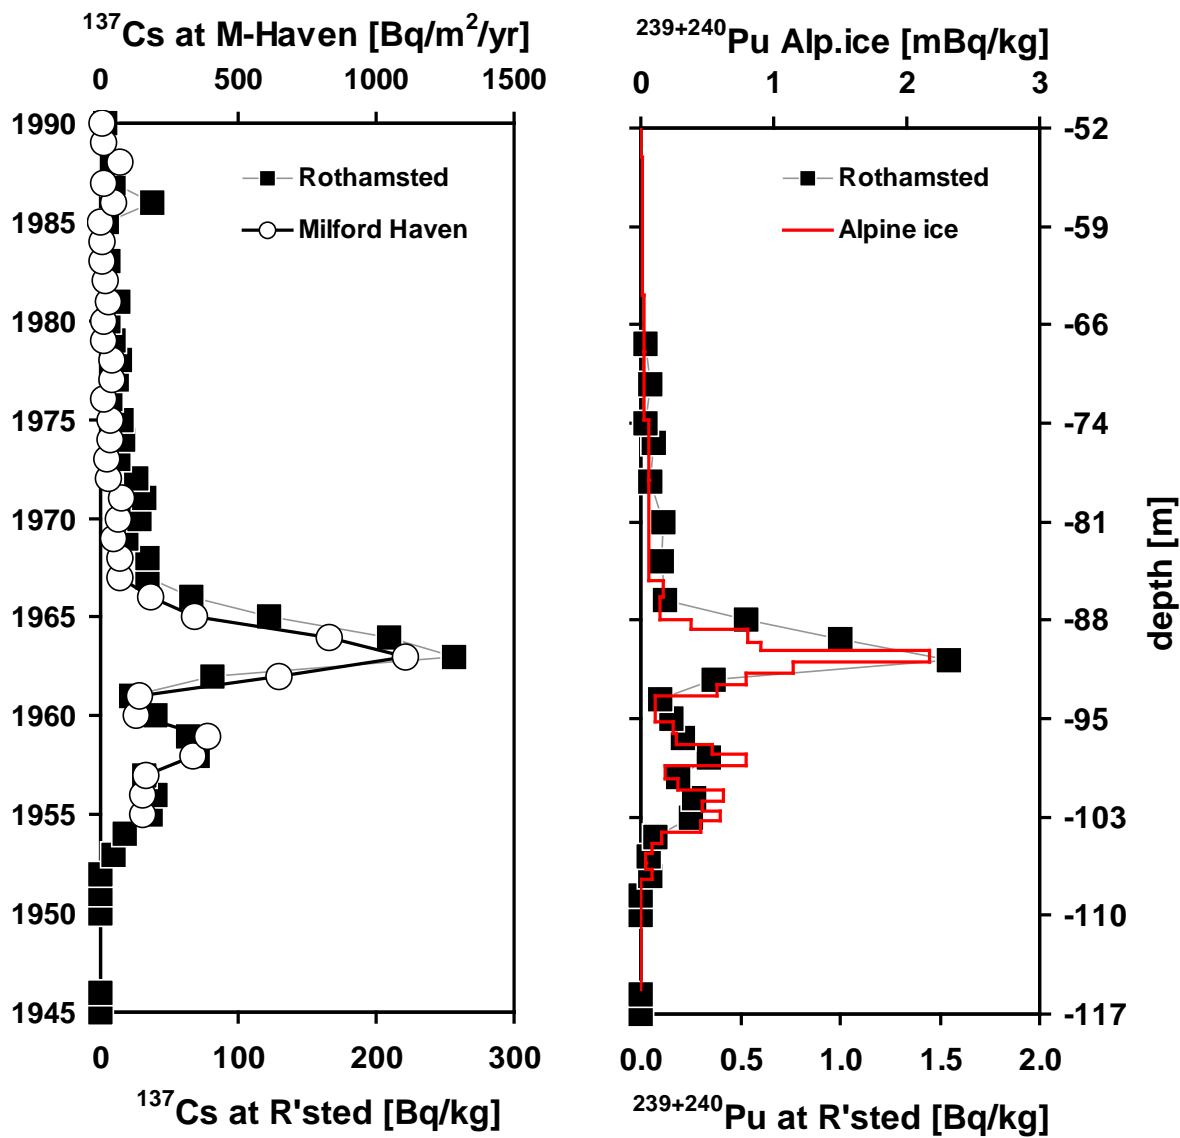 ¹³⁷Cs at M-Haven [Bq/m²/yr]
0 500 1000 1500
1990
1985
1980
1975
1970
1965
1960
1955
1950
1945
Rothamsted
Milford Haven
0 100 200 300
¹³⁷Cs at R'sted [Bq/kg]
²³⁹⁺²⁴⁰Pu Alp.ice [mBq/kg]
0 1 2 3
Rothamsted
Alpine ice
-52
-59
-66
-74
-81
-88
-95
-103
-110
-117
depth [m]
0.0 0.5 1.0 1.5 2.0
²³⁹⁺²⁴⁰Pu at R'sted [Bq/kg]